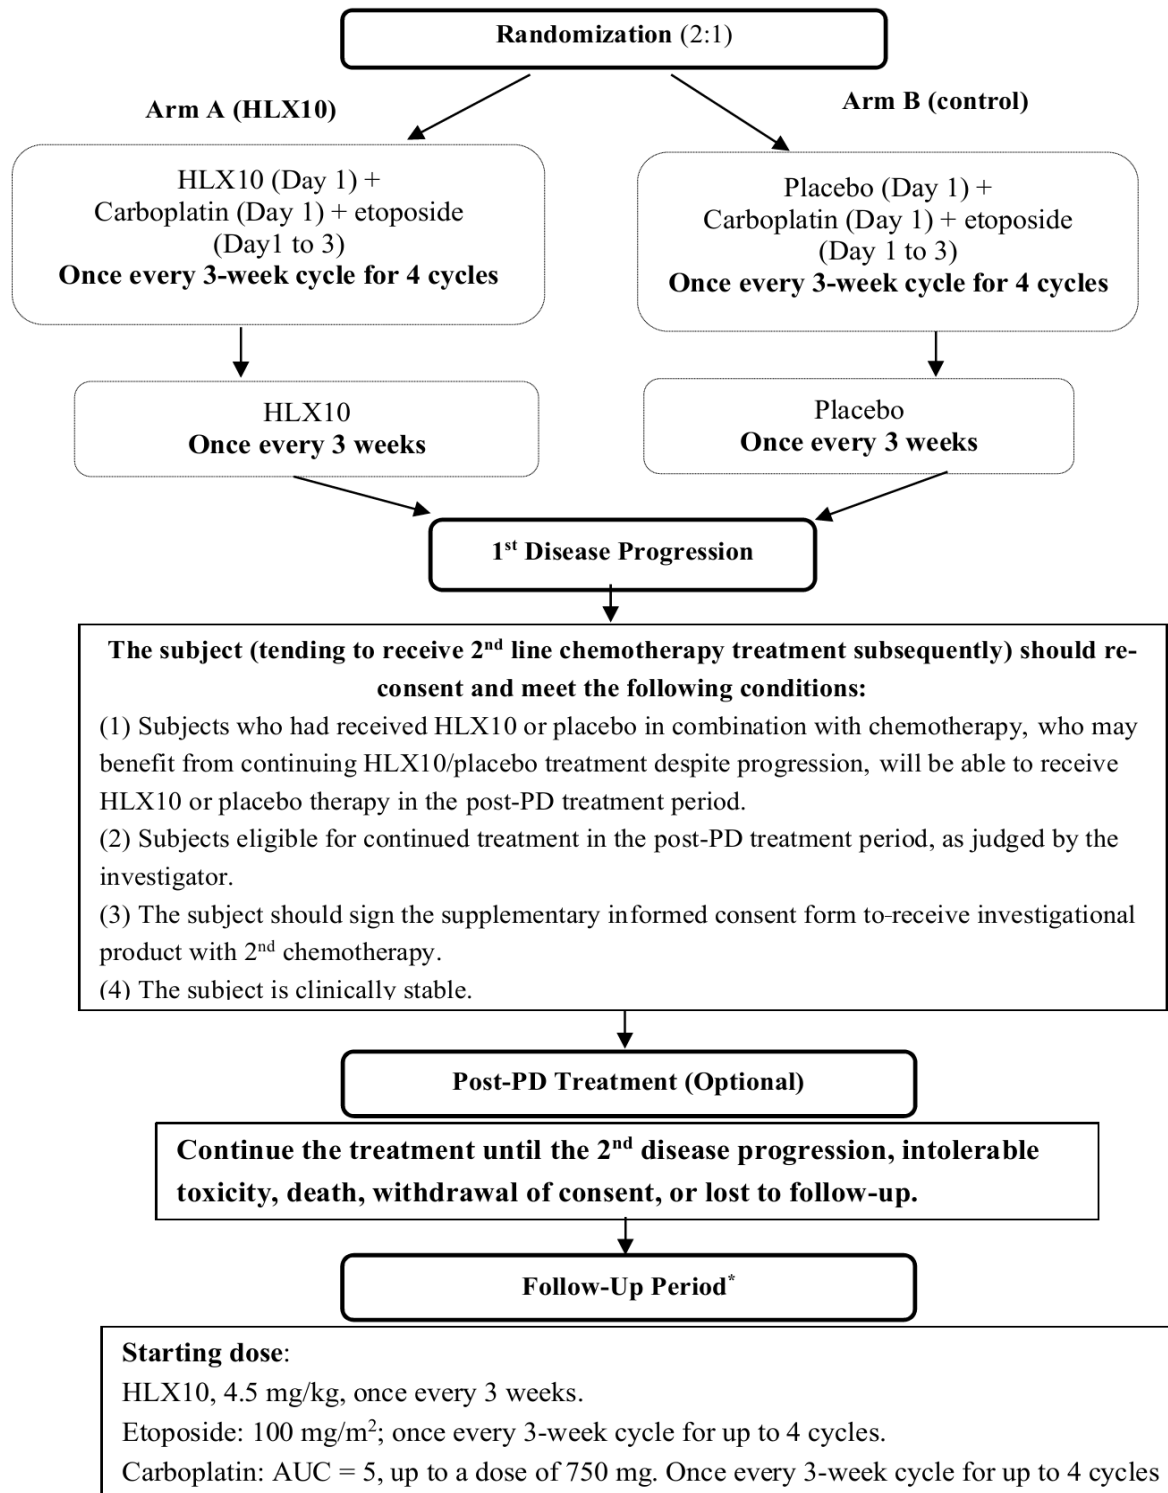 Randomization (2:1)
Arm A (HLX10)
Arm B (control)
HLX10 (Day 1) +
Carboplatin (Day 1) + etoposide
(Day1 to 3)
Once every 3-week cycle for 4 cycles
Placebo (Day 1) +
Carboplatin (Day 1) + etoposide
(Day 1 to 3)
Once every 3-week cycle for 4 cycles
HLX10
Once every 3 weeks
Placebo
Once every 3 weeks
1st Disease Progression
The subject (tending to receive 2nd line chemotherapy treatment subsequently) should re-
consent and meet the following conditions:
(1) Subjects who had received HLX10 or placebo in combination with chemotherapy, who may
benefit from continuing HLX10/placebo treatment despite progression, will be able to receive
HLX10 or placebo therapy in the post-PD treatment period.
(2) Subjects eligible for continued treatment in the post-PD treatment period, as judged by the
investigator.
(3) The subject should sign the supplementary informed consent form to-receive investigational
product with 2nd chemotherapy.
(4) The subject is clinically stable.
Post-PD Treatment (Optional)
Continue the treatment until the 2nd disease progression, intolerable
toxicity, death, withdrawal of consent, or lost to follow-up.
Follow-Up Period*
Starting dose:
HLX10, 4.5 mg/kg, once every 3 weeks.
Etoposide: 100 mg/m²; once every 3-week cycle for up to 4 cycles.
Carboplatin: AUC = 5, up to a dose of 750 mg. Once every 3-week cycle for up to 4 cycles